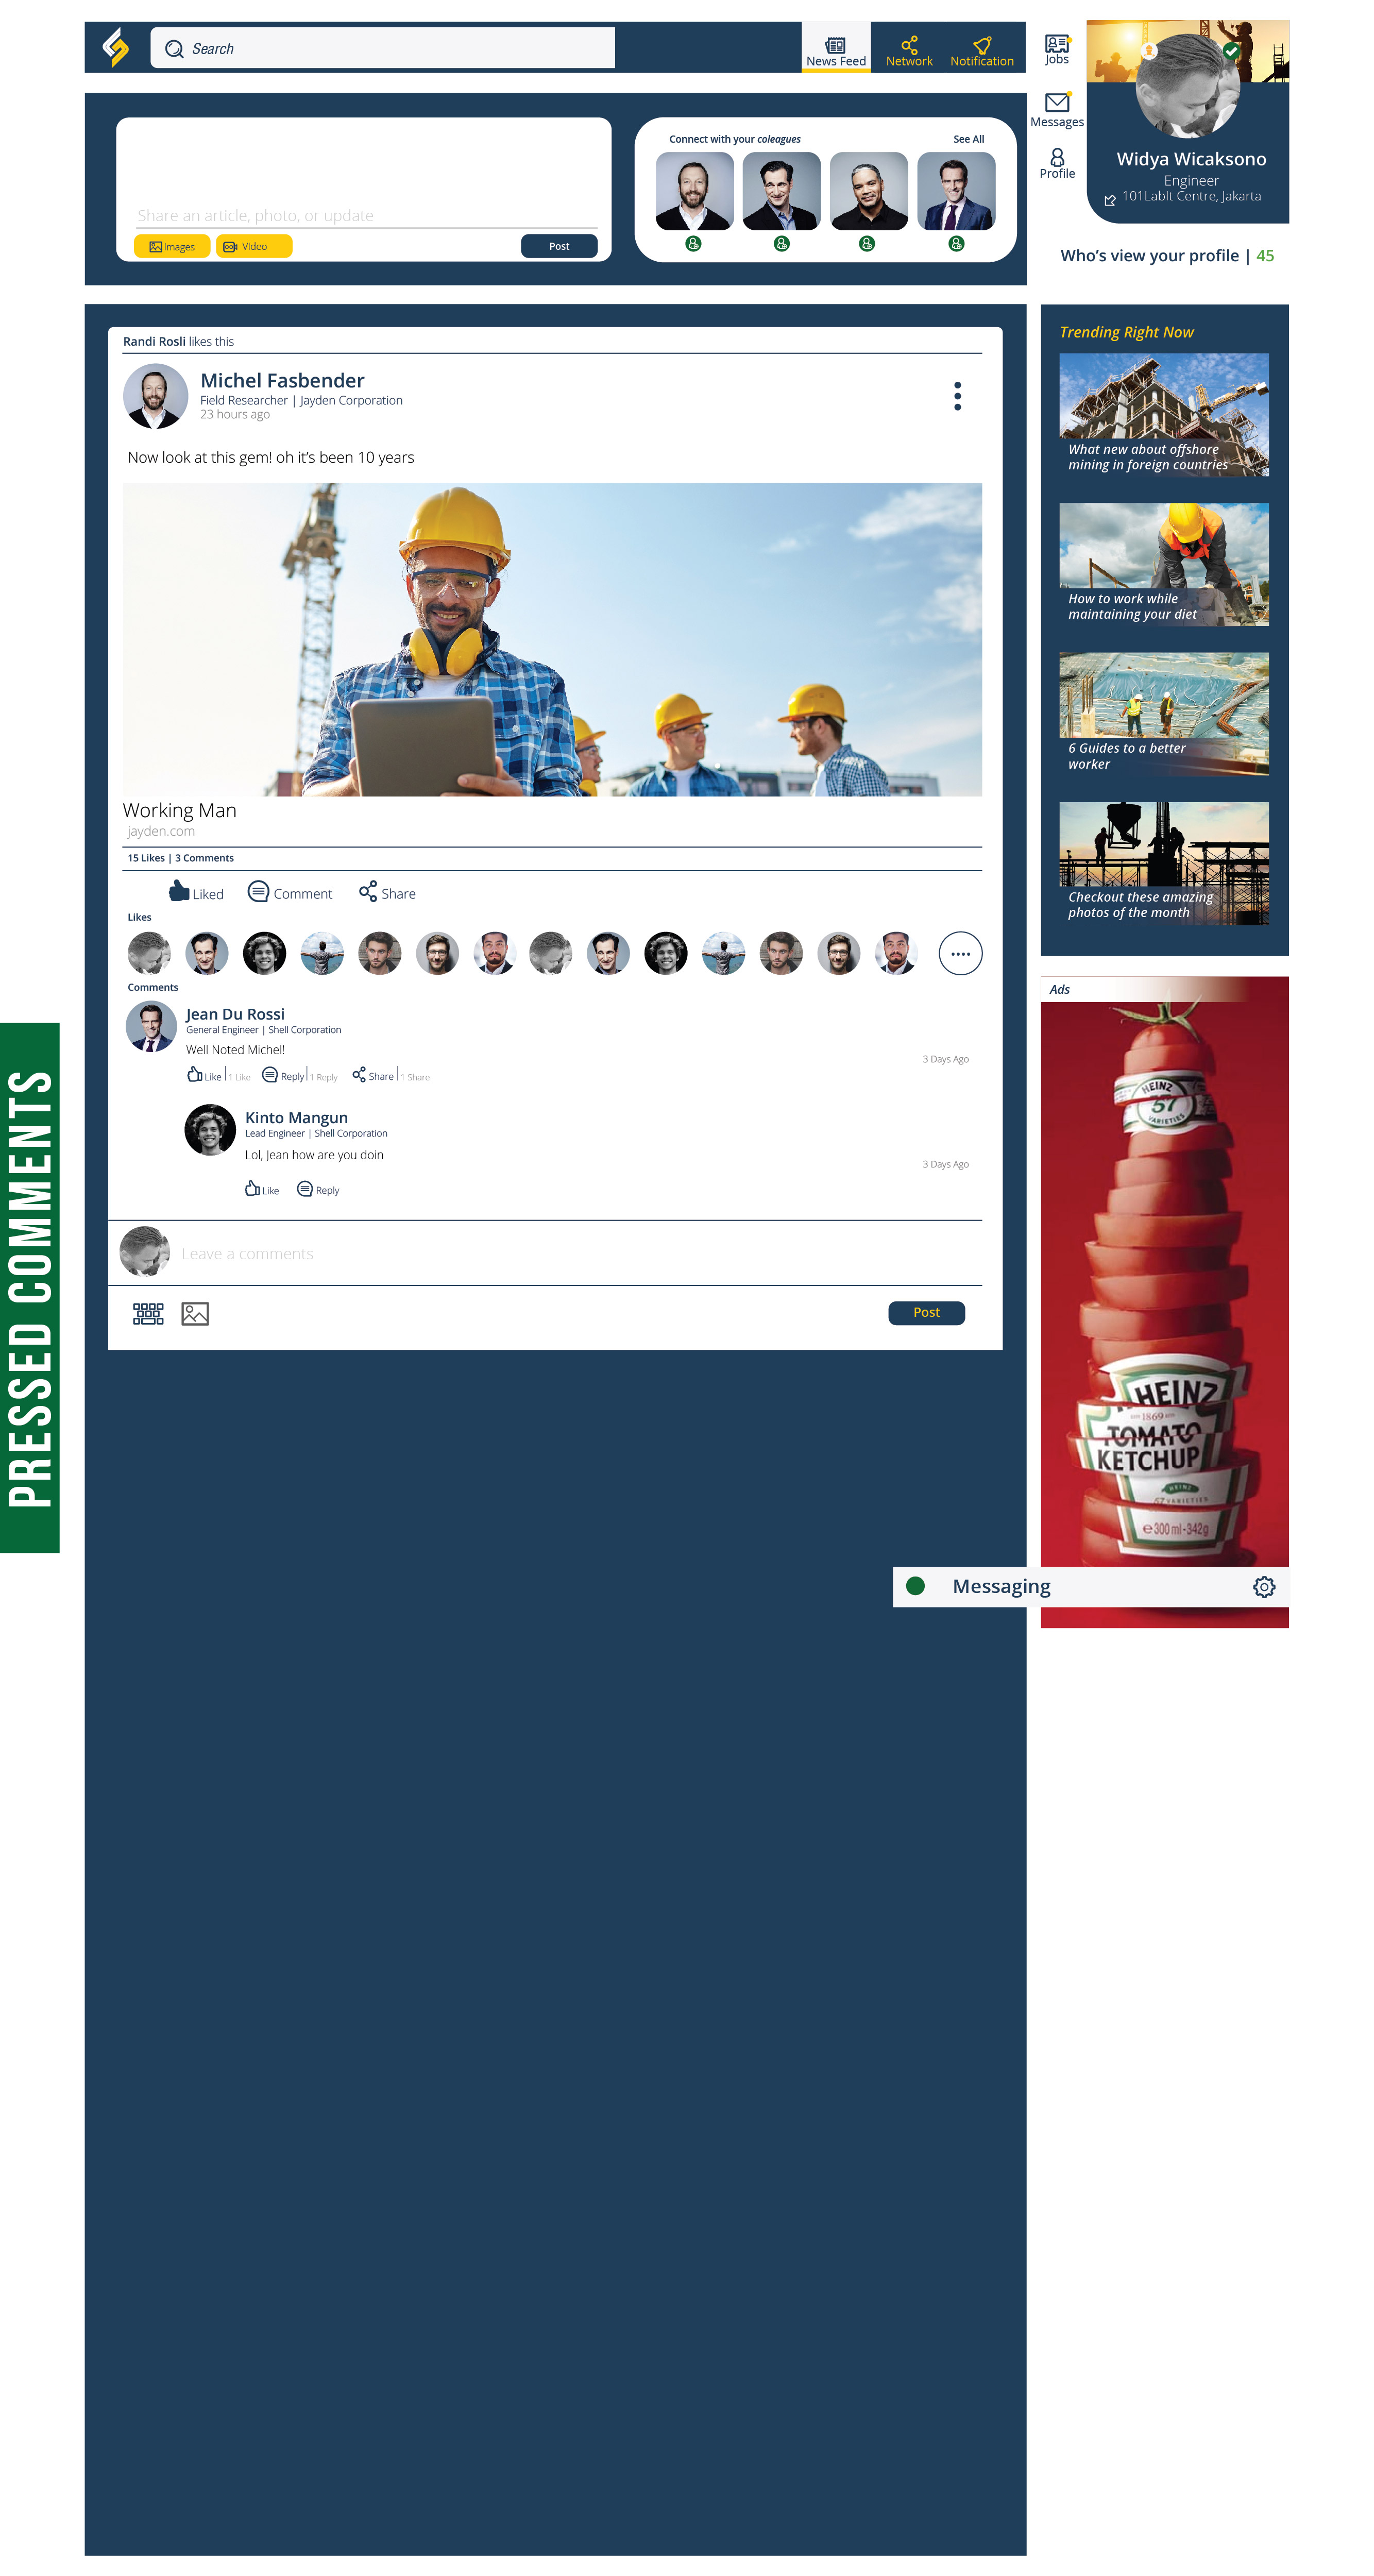 Search
News Feed
Network
Notification
Jobs
Messages
Profile
Widya Wicaksono
Engineer
101LabIt Centre, Jakarta
Who's view your profile | 45
Share an article, photo, or update
Images
VIdeo
Post
Connect with your coleagues
See All
Randi Rosli likes this
Michel Fasbender
Field Researcher | Jayden Corporation
23 hours ago
Now look at this gem! oh it's been 10 years
Working Man
jayden.com
15 Likes | 3 Comments
Liked
Comment
Share
Likes
....
Comments
Jean Du Rossi
General Engineer | Shell Corporation
Well Noted Michel!
3 Days Ago
Like | 1 Like
Reply | 1 Reply
Share | 1 Share
Kinto Mangun
Lead Engineer | Shell Corporation
Lol, Jean how are you doin
3 Days Ago
Like
Reply
Leave a comments
Post
Trending Right Now
What new about offshore
mining in foreign countries
How to work while
maintaining your diet
6 Guides to a better
worker
Checkout these amazing
photos of the month
Ads
HEINZ
57
VARIETIES
HEINZ
1869
TOMATO
KETCHUP
HEINZ
57 VARIETIES
e 300 ml-342g
Messaging
PRESSED COMMENTS